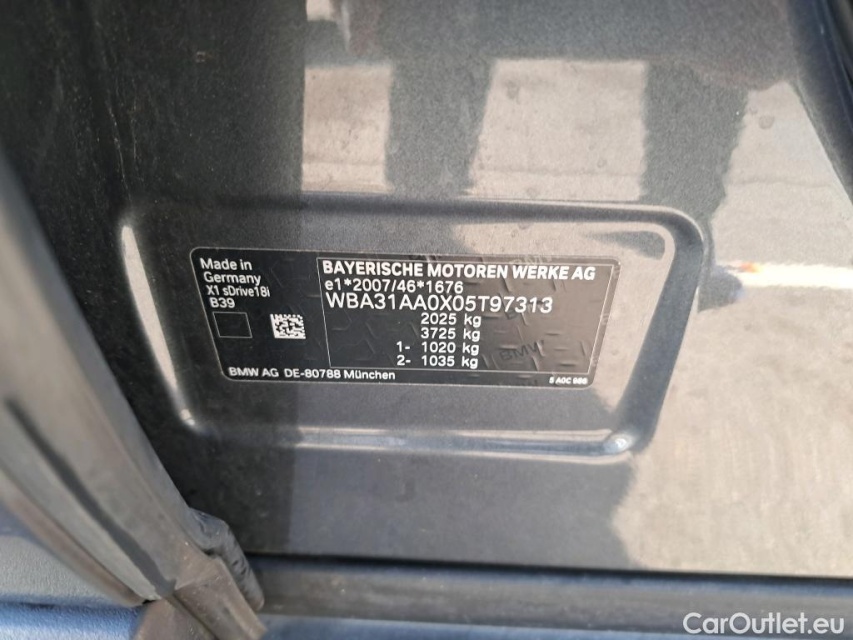 Made in
Germany
X1 sDrive18i
B39
BAYERISCHE MOTOREN WERKE AG
e1*2007/46*1676
WBA31AA0X05T97313
2025 kg
3725 kg
1- 1020 kg
2- 1035 kg
BMW AG DE-80788 München
CarOutlet.eu